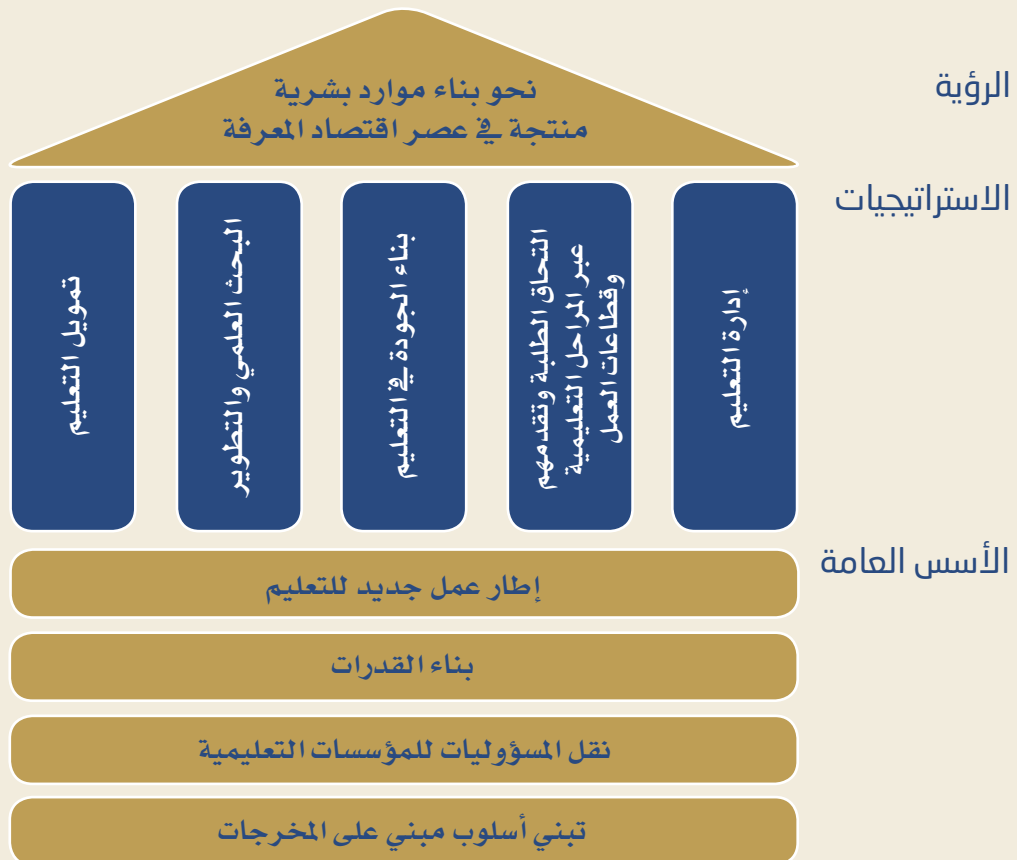 الرؤية
نحو بناء موارد بشرية
منتجة في عصر اقتصاد المعرفة
الاستراتيجيات
إدارة التعليم
التحاق الطلبة وتقدمهم
عبر المراحل التعليمية
وقطاعات العمل
بناء الجودة في التعليم
البحث العلمي والتطوير
تمويل التعليم
الأسس العامة
إطار عمل جديد للتعليم
بناء القدرات
نقل المسؤوليات للمؤسسات التعليمية
تبني أسلوب مبني على المخرجات